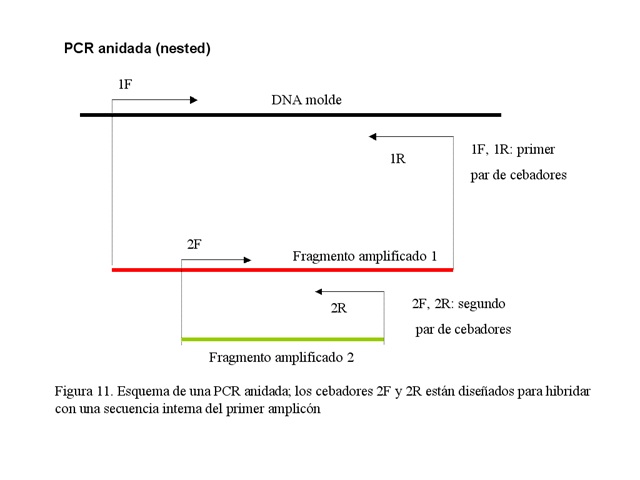 PCR anidada (nested)
1F
DNA molde
1R
1F, 1R: primer
par de cebadores
2F
Fragmento amplificado 1
2R
2F, 2R: segundo
par de cebadores
Fragmento amplificado 2
Figura 11. Esquema de una PCR anidada; los cebadores 2F y 2R están diseñados para hibridar
con una secuencia interna del primer amplicón